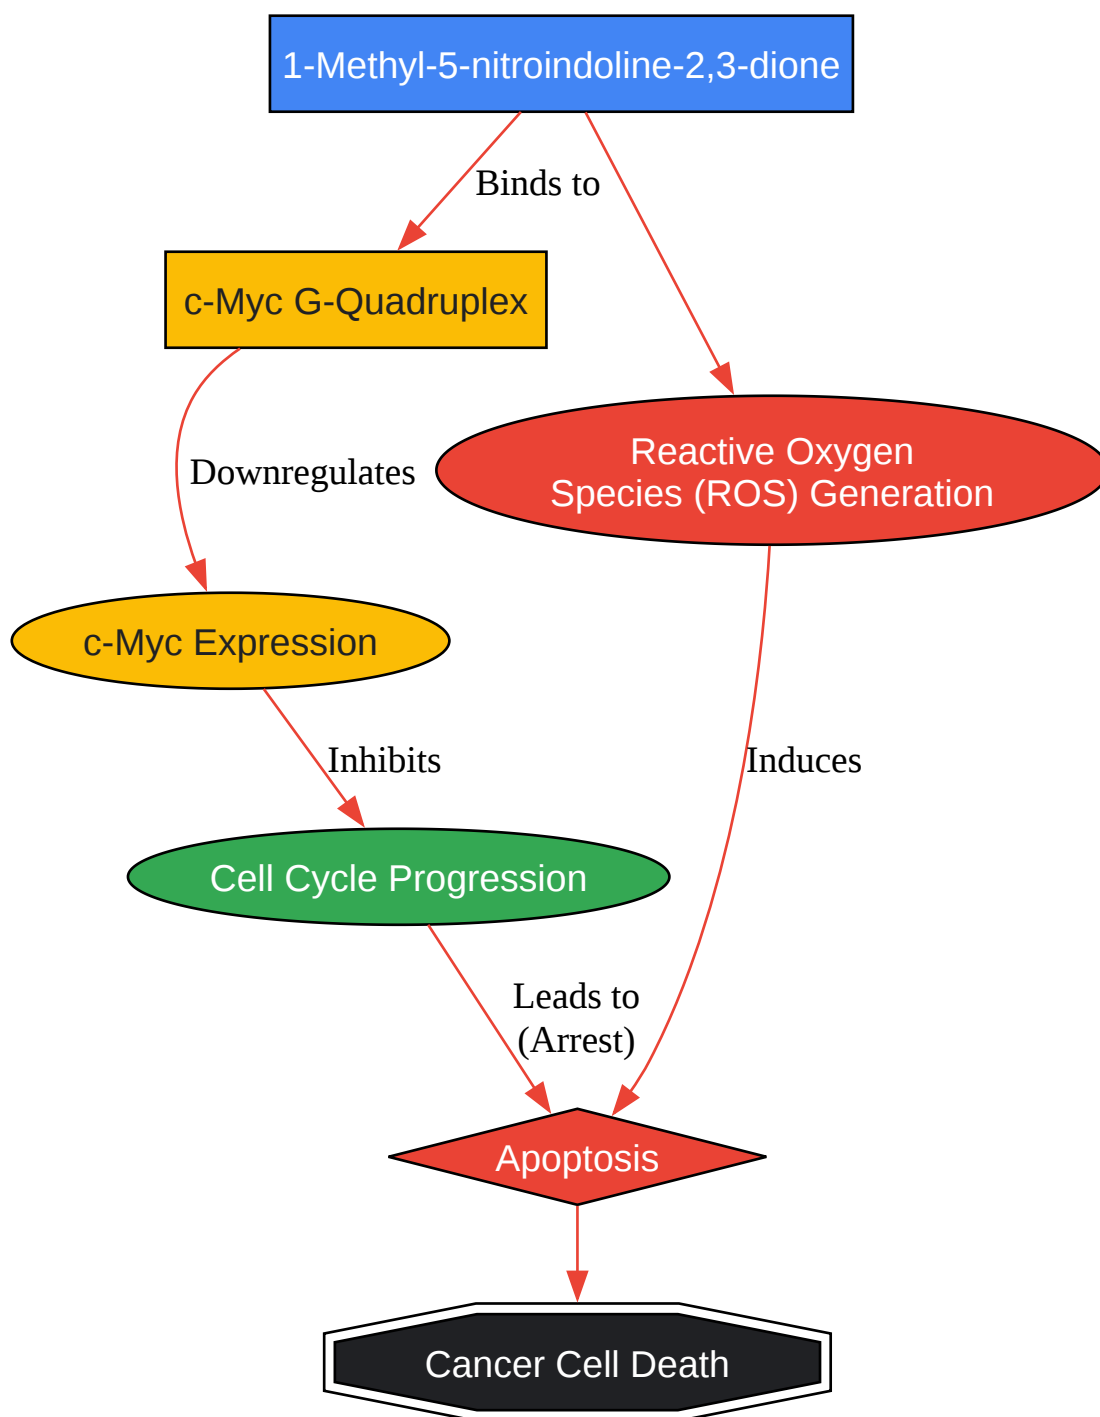 1-Methyl-5-nitroindoline-2,3-dione
Binds to
c-Myc G-Quadruplex
Reactive Oxygen
Species (ROS) Generation
Downregulates
c-Myc Expression
Inhibits
Induces
Cell Cycle Progression
Leads to
(Arrest)
Apoptosis
Cancer Cell Death